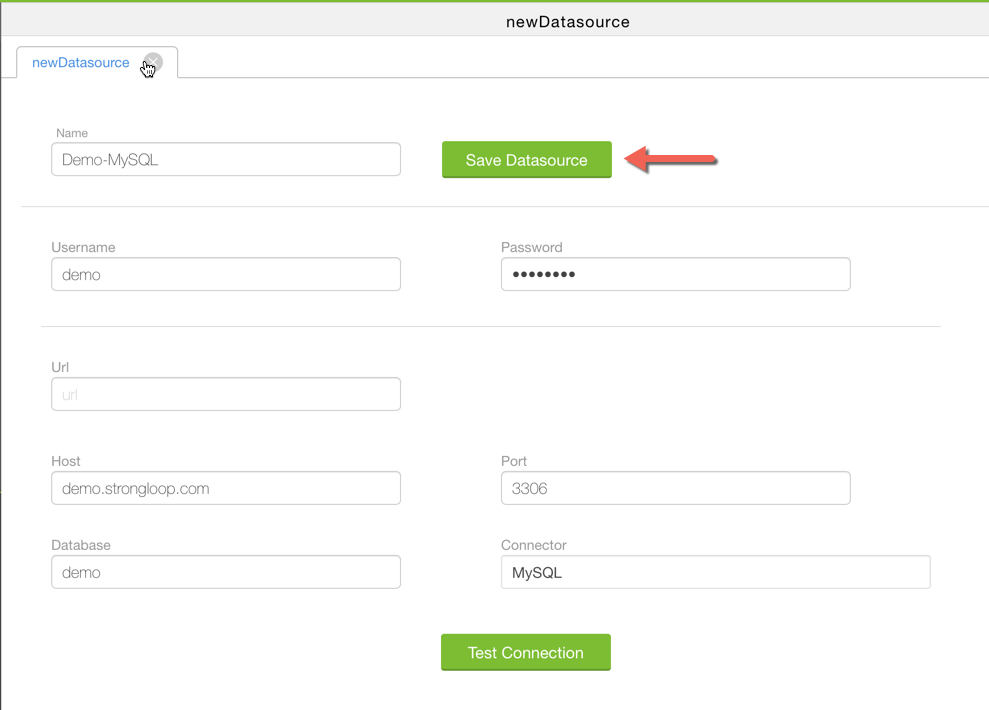 newDatasource
newDatasource
Name
Demo-MySQL
Save Datasource
Username
Password
demo
••••••••
Url
url
Host
Port
demo.strongloop.com
3306
Database
Connector
demo
MySQL
Test Connection